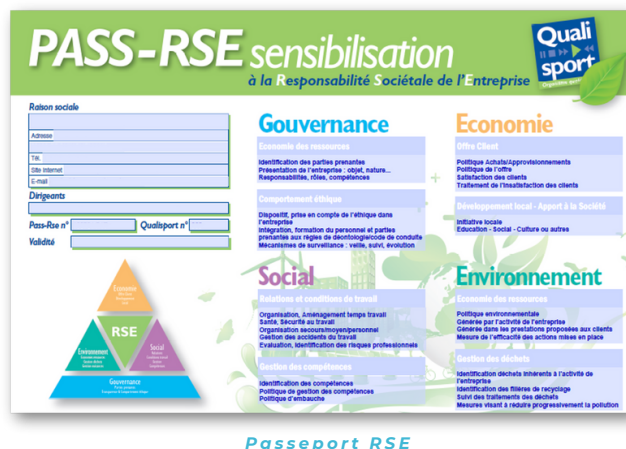 PASS-RSE sensibilisation
à la Responsabilité Sociétale de l'Entreprise
Quali
sport
Raison sociale
Adresse
Tél.
Site Internet
E-mail
Dirigeants
Pass-Rse n° Qualisport n°
Validité
Economie
RSE
Environnement
Social
Gouvernance
Gouvernance
Economie des ressources
Identification des parties prenantes
Présentation de l'entreprise : objet, nature...
Responsabilités, rôles, compétences
Comportement éthique
Dispositif, prise en compte de l'éthique dans
l'entreprise
Intégration, formation du personnel et parties
prenantes aux règles de déontologie/code de conduite
Mécanismes de surveillance : veille, suivi, évolution
Economie
Offre Client
Politique Achats/Approvisionnements
Politique de l'offre
Satisfaction des clients
Traitement de l'insatisfaction des clients
Développement local - Apport à la Société
Initiative locale
Education - Social - Culture ou autres
Social
Relations et conditions de travail
Organisation, Aménagement temps travail
Santé, Sécurité au travail
Organisation secours/moyen/personnel
Gestion des accidents du travail
Evaluation, Identification des risques professionnels
Gestion des compétences
Identification des compétences
Politique de gestion des compétences
Politique d'embauche
Environnement
Economie des ressources
Politique environnementale
Générée par l'activité de l'entreprise
Générée dans les prestations proposées aux clients
Mesure de l'efficacité des actions mises en place
Gestion des déchets
Identification déchets inhérents à l'activité de
l'entreprise
Identification des filières de recyclage
Suivi des traitements des déchets
Mesures visant à réduire progressivement la pollution
Passeport RSE